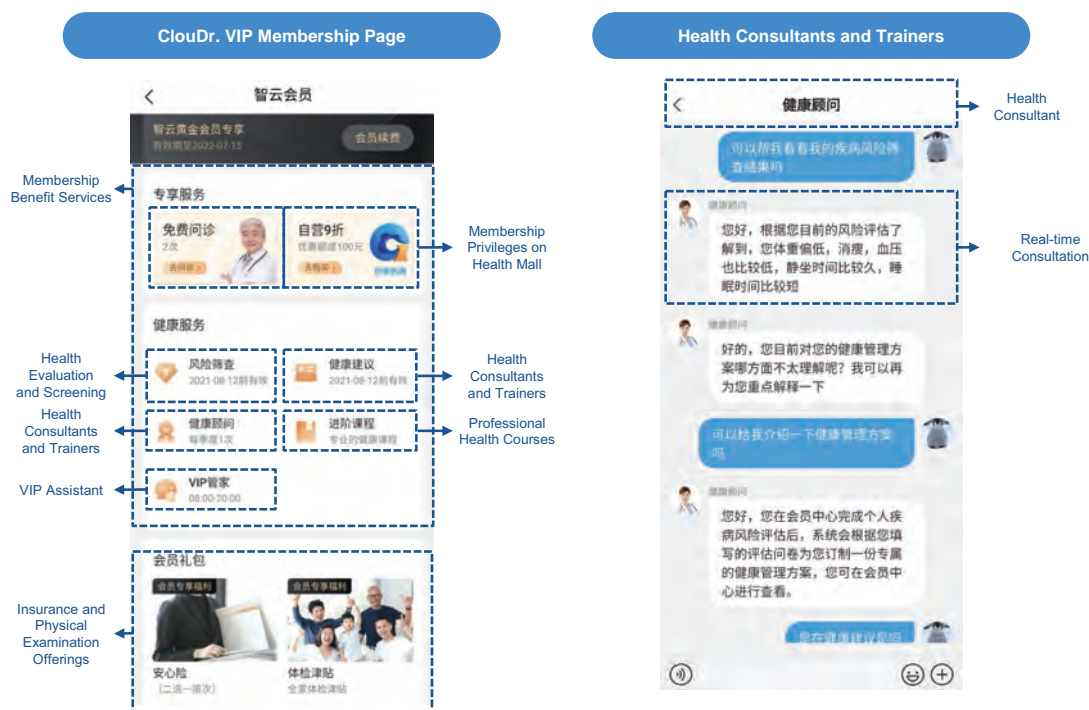 ClouDr. VIP Membership Page
Health Consultants and Trainers
智云会员
智云黄金会员专享
有效期至2022-07-13
会员续费
Membership
Benefit Services
专享服务
免费问诊
2次
去问诊
自营9折
优惠额度100元
去购买
Membership
Privileges on
Health Mall
健康服务
Health
Evaluation
and Screening
风险筛查
2021-08-12前有效
健康建议
2021-08-12前有效
Health
Consultants
and Trainers
Health
Consultants
and Trainers
健康顾问
每季度1次
进阶课程
专业的健康课程
Professional
Health Courses
VIP Assistant
VIP管家
08:00-20:00
会员礼包
Insurance and
Physical
Examination
Offerings
会员专享福利
会员专享福利
安心险
(二选一限次)
体检津贴
全家体检津贴
健康顾问
Health
Consultant
可以帮我看看我的疾病风险筛
查结果吗
健康顾问
您好，根据您目前的风险评估了
解到，您体重偏低，消瘦，血压
也比较低，静坐时间比较久，睡
眠时间比较短
Real-time
Consultation
健康顾问
好的，您目前对您的健康管理方
案哪方面不太理解呢？我可以再
为您重点解释一下
可以给我介绍一下健康管理方案
吗
健康顾问
您好，您在会员中心完成个人疾
病风险评估后，系统会根据您填
写的评估问卷为您订制一份专属
的健康管理方案，您可在会员中
心进行查看。
是在健康建议是吗